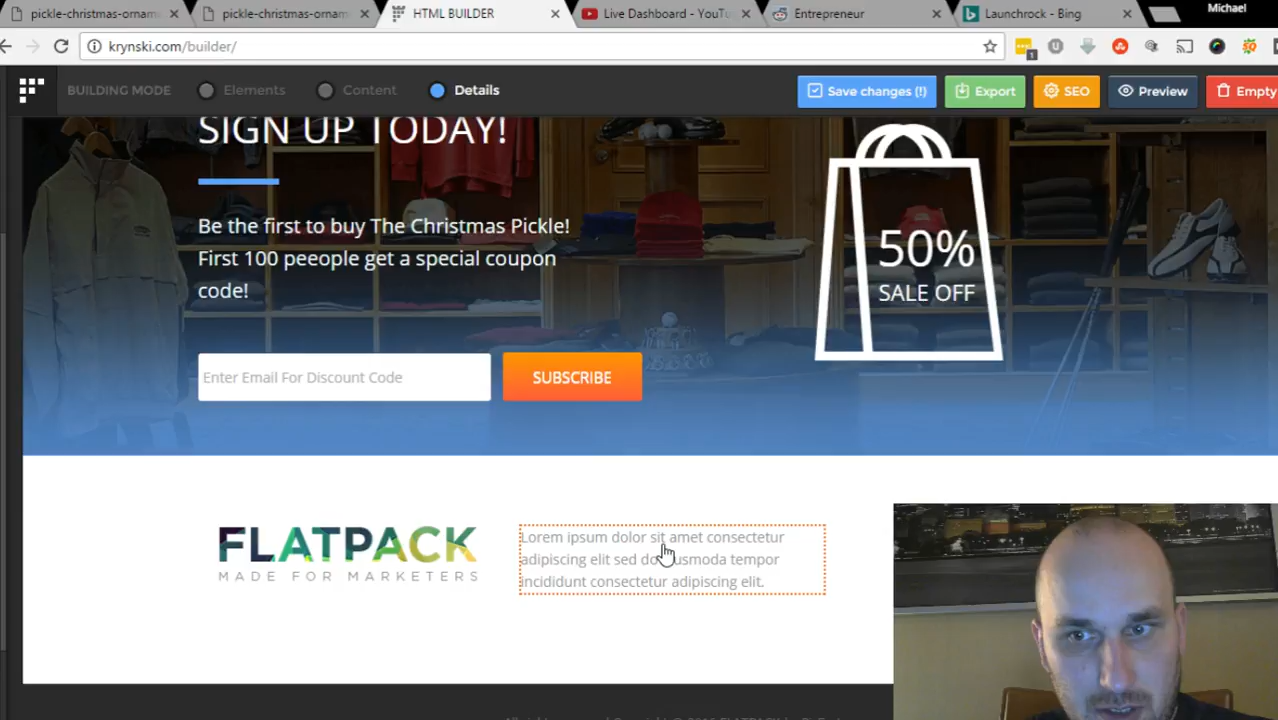 Michael
pickle-christmas-ornam
pickle-christmas-ornam
HTML BUILDER
Live Dashboard - YouTu
Entrepreneur
Launchrock - Bing
krynski.com/builder/
1
BUILDING MODE
Elements
Content
Details
Save changes (!)
Export
SEO
Preview
Empty
SIGN UP TODAY!
Be the first to buy The Christmas Pickle!
First 100 peeople get a special coupon
code!
50%
SALE OFF
Enter Email For Discount Code
SUBSCRIBE
FLATPACK
MADE FOR MARKETERS
Lorem ipsum dolor sit amet consectetur
adipiscing elit sed do usmoda tempor
incididunt consectetur adipiscing elit.